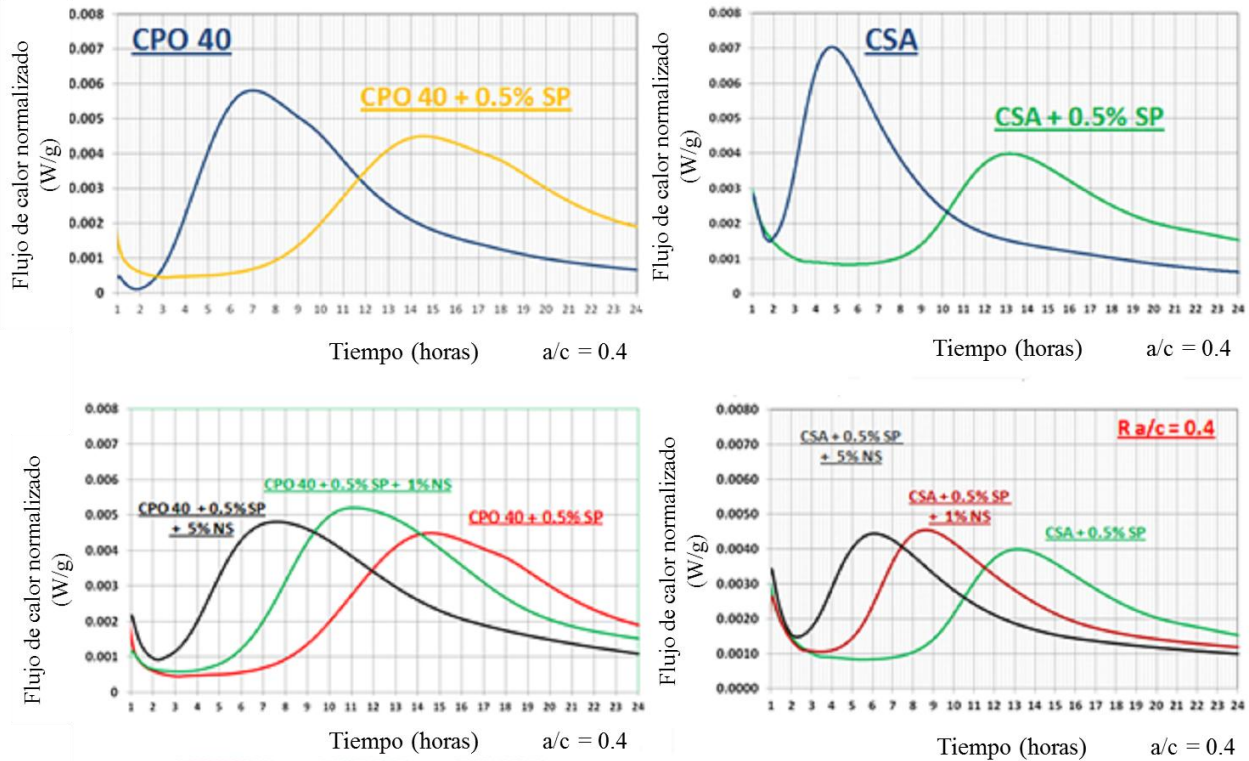 Flujo de calor normalizado
(W/g)
0.008
0.007
0.006
0.005
0.004
0.003
0.002
0.001
0
CPO 40
CPO 40 + 0.5% SP
1 2 3 4 5 6 7 8 9 10 11 12 13 14 15 16 17 18 19 20 21 22 23 24
Tiempo (horas) a/c = 0.4
Flujo de calor normalizado
(W/g)
0.008
0.007
0.006
0.005
0.004
0.003
0.002
0.001
0
CSA
CSA + 0.5% SP
1 2 3 4 5 6 7 8 9 10 11 12 13 14 15 16 17 18 19 20 21 22 23 24
Tiempo (horas) a/c = 0.4
Flujo de calor normalizado
(W/g)
0.008
0.007
0.006
0.005
0.004
0.003
0.002
0.001
0
CPO 40 + 0.5% SP + 1% NS
CPO 40 + 0.5% SP
+ 5% NS
CPO 40 + 0.5% SP
1 2 3 4 5 6 7 8 9 10 11 12 13 14 15 16 17 18 19 20 21 22 23 24
Tiempo (horas) a/c = 0.4
Flujo de calor normalizado
(W/g)
0.0080
0.0070
0.0060
0.0050
0.0040
0.0030
0.0020
0.0010
0.0000
R a/c = 0.4
CSA + 0.5% SP
+ 5% NS
CSA + 0.5% SP
+ 1% NS
CSA + 0.5% SP
1 2 3 4 5 6 7 8 9 10 11 12 13 14 15 16 17 18 19 20 21 22 23 24
Tiempo (horas) a/c = 0.4